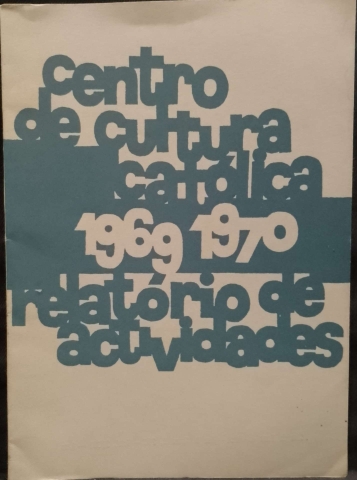 centro
de cultura
católica
1969 1970
relatório de
actividades